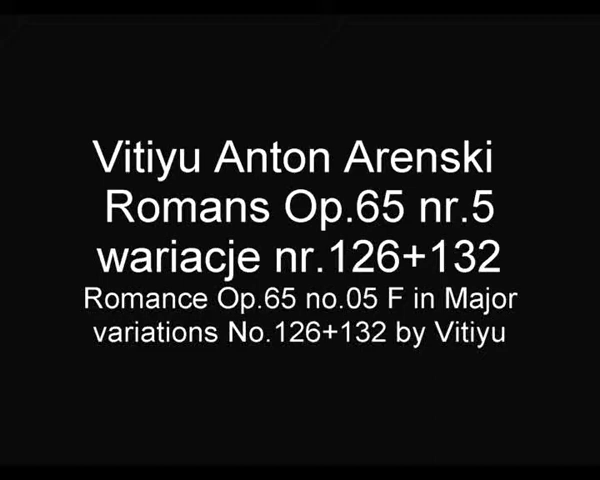 Vitiyu Anton Arenski
Romans Op.65 nr.5
wariacje nr.126+132
Romance Op.65 no.05 F in Major
variations No.126+132 by Vitiyu